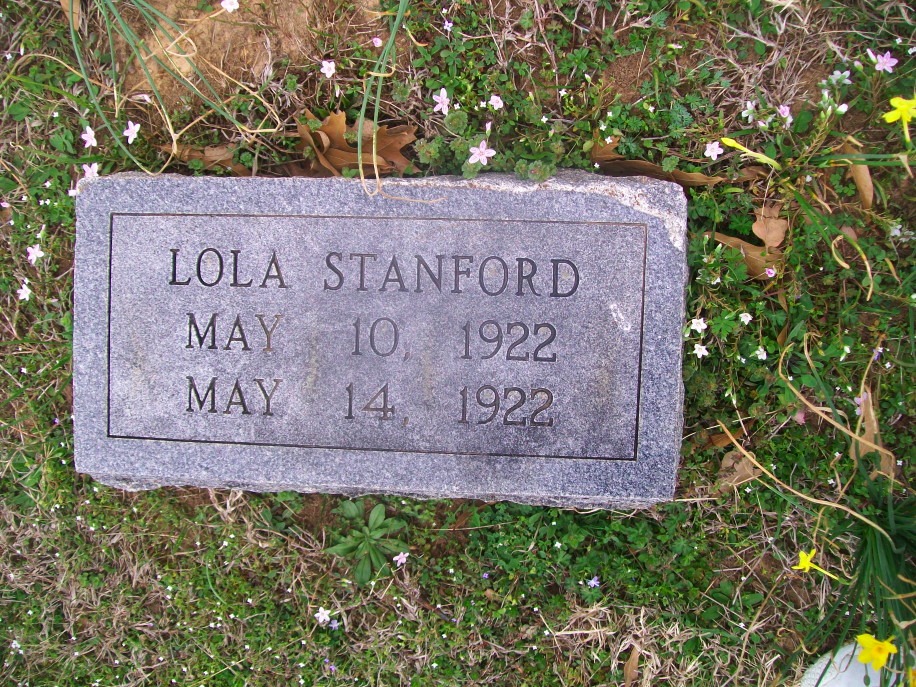 LOLA STANFORD
MAY 10, 1922
MAY 14, 1922